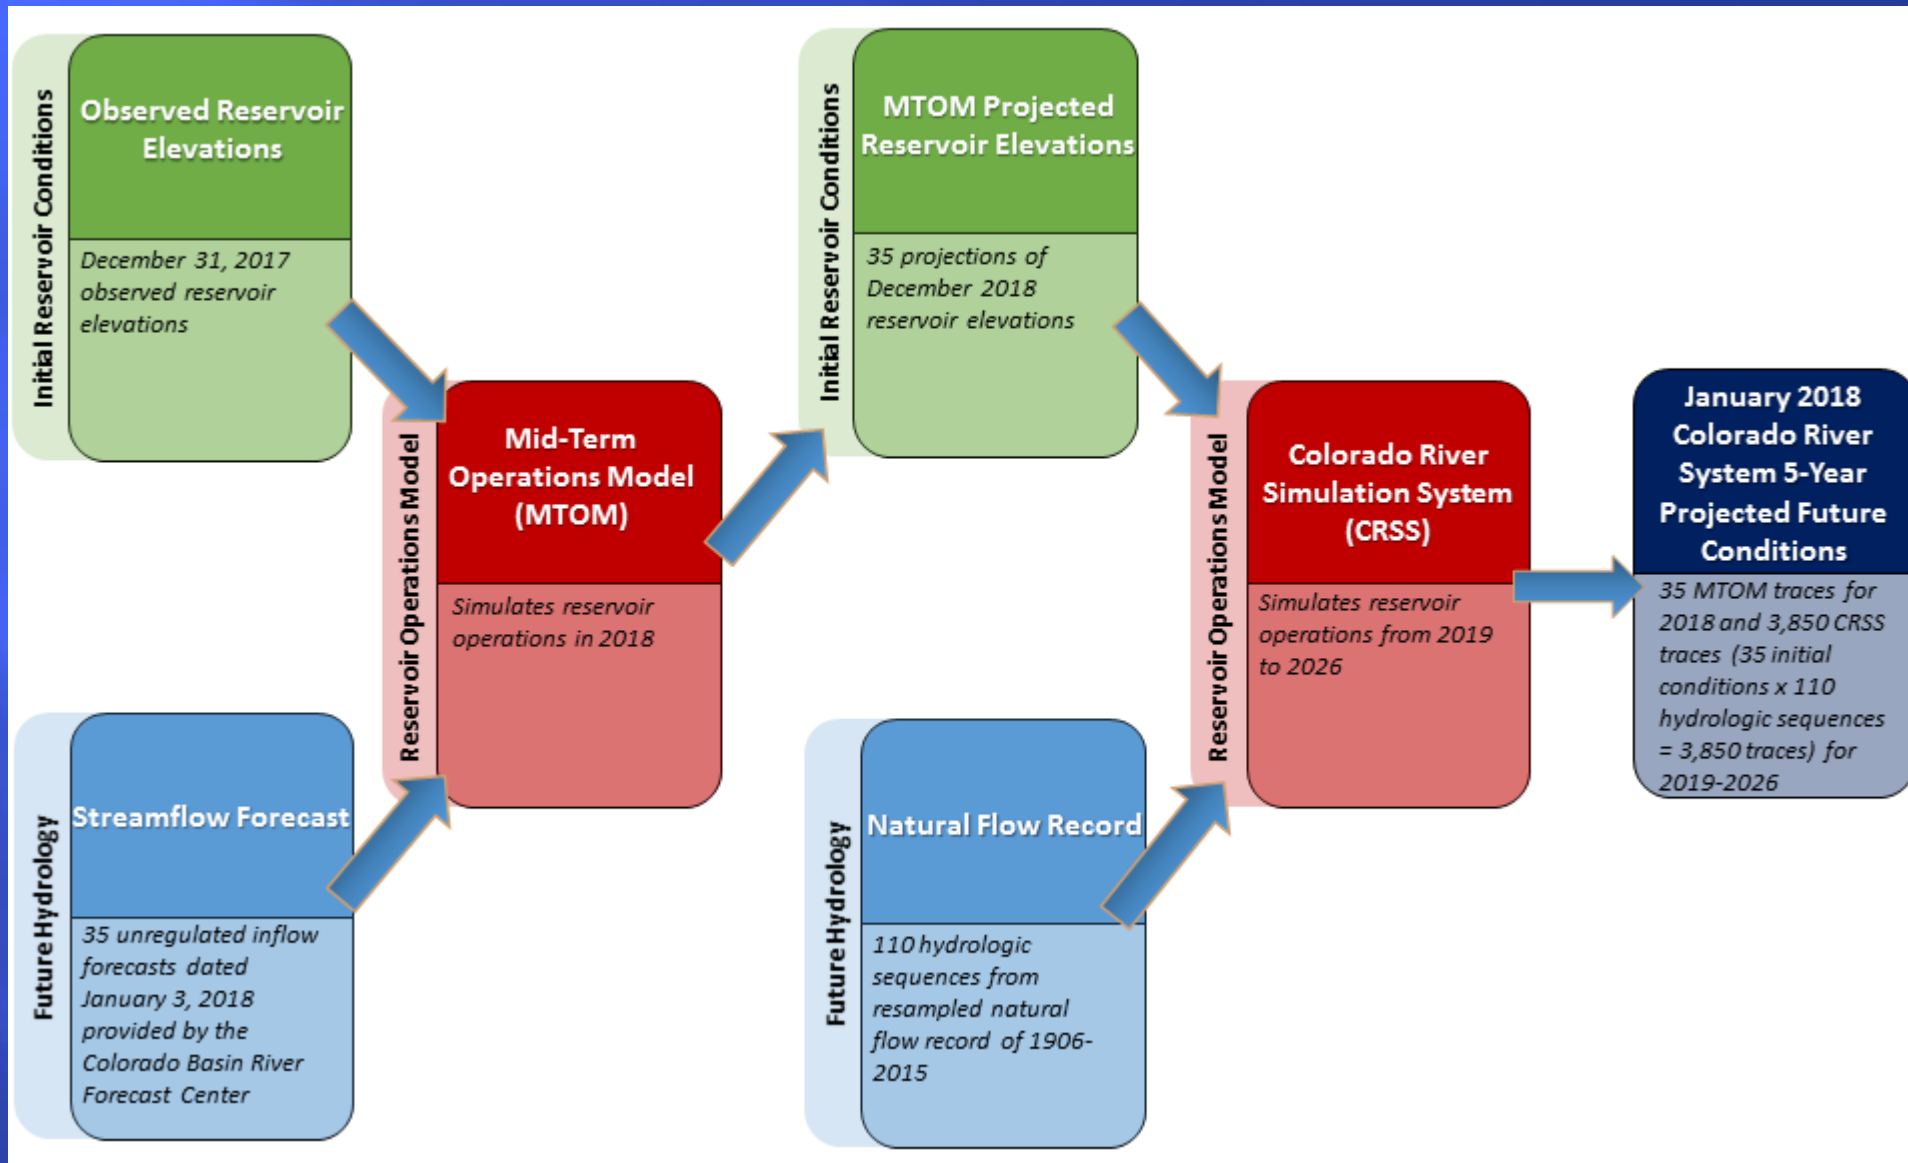 Initial Reservoir Conditions
Observed Reservoir
Elevations
December 31, 2017
observed reservoir
elevations
Future Hydrology
Streamflow Forecast
35 unregulated inflow
forecasts dated
January 3, 2018
provided by the
Colorado Basin River
Forecast Center
Reservoir Operations Model
Mid-Term
Operations Model
(MTOM)
Simulates reservoir
operations in 2018
Initial Reservoir Conditions
MTOM Projected
Reservoir Elevations
35 projections of
December 2018
reservoir elevations
Future Hydrology
Natural Flow Record
110 hydrologic
sequences from
resampled natural
flow record of 1906-
2015
Reservoir Operations Model
Colorado River
Simulation System
(CRSS)
Simulates reservoir
operations from 2019
to 2026
January 2018
Colorado River
System 5-Year
Projected Future
Conditions
35 MTOM traces for
2018 and 3,850 CRSS
traces (35 initial
conditions x 110
hydrologic sequences
= 3,850 traces) for
2019-2026